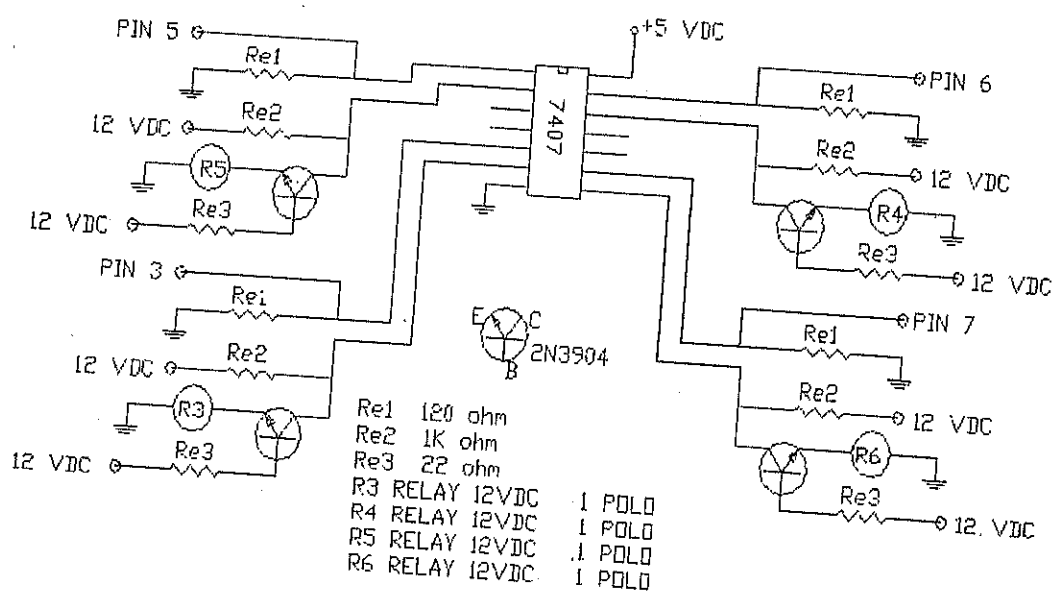 PIN 5
Re1
12 VDC
Re2
R5
12 VDC
Re3
PIN 3
Rei
12 VDC
Re2
R3
12 VDC
Re3
+5 VDC
7407
PIN 6
Re1
Re2
12 VDC
R4
Re3
12 VDC
PIN 7
Re1
Re2
12 VDC
R6
Re3
12. VDC
E C
2N3904
B
Re1 120 ohm
Re2 1K ohm
Re3 22 ohm
R3 RELAY 12VDC 1 POLO
R4 RELAY 12VDC 1 POLO
R5 RELAY 12VDC .1 POLO
R6 RELAY 12VDC 1 POLO